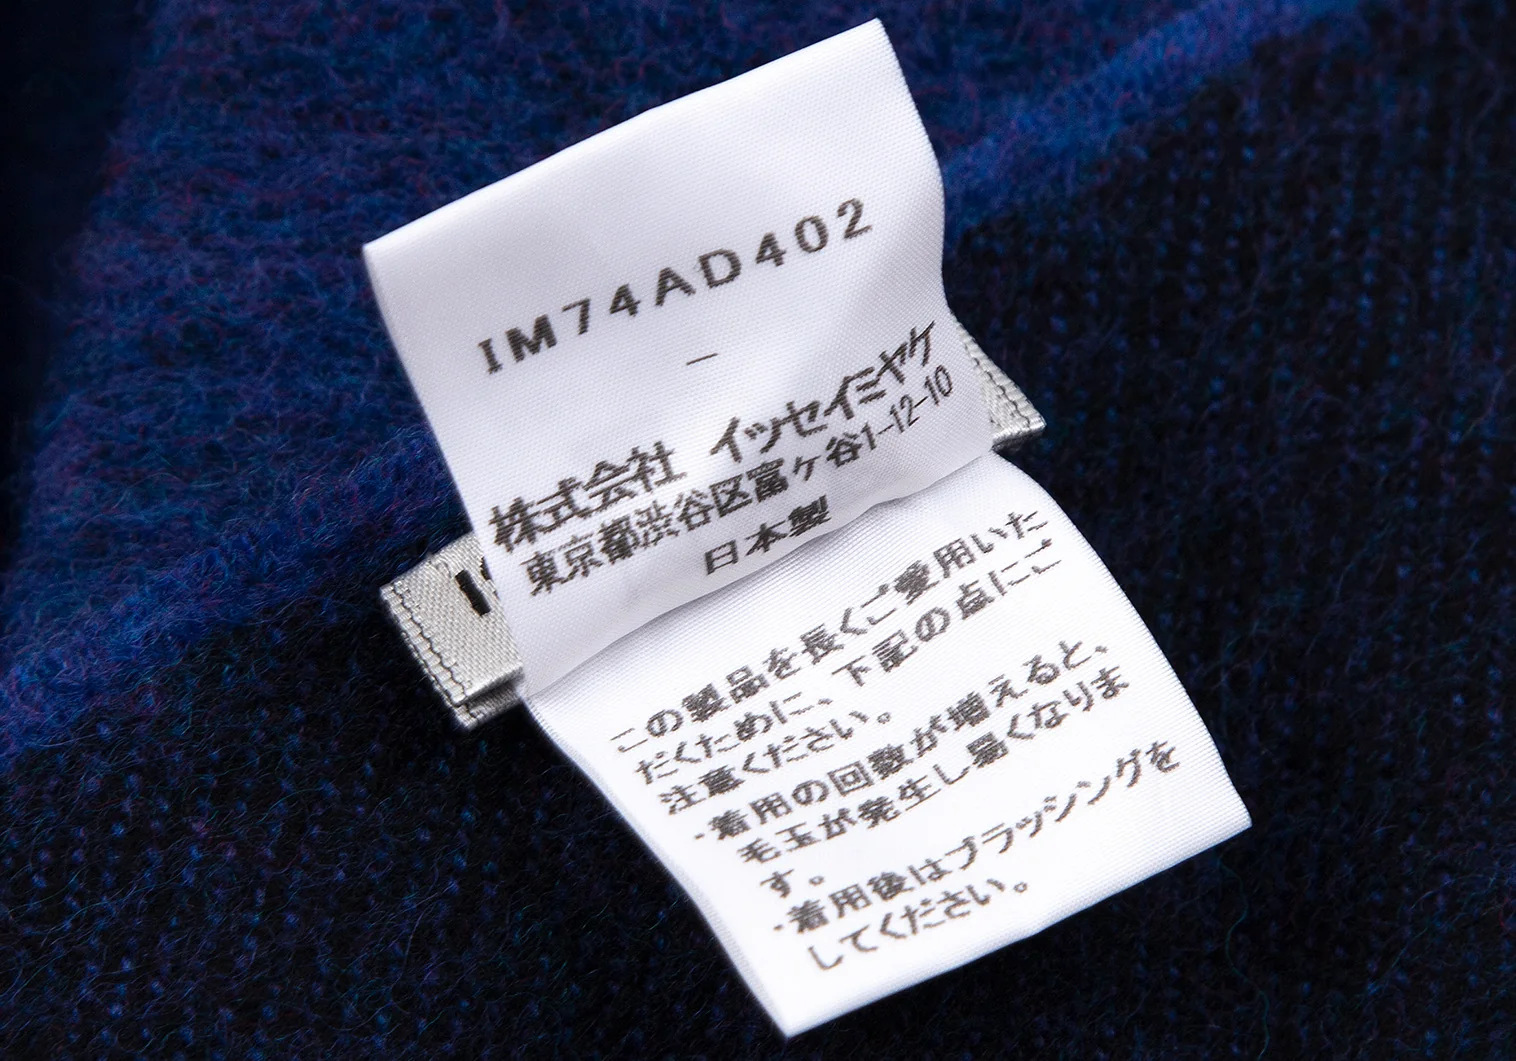 IM74AD402
-
株式会社 イッセイミヤケ
東京都渋谷区富ヶ谷1-12-10
日本製
この製品を長くご愛用いた
だくために、下記の点にご
注意ください。
・着用の回数が増えると、
毛玉が発生し易くなりま
す。
・着用後はブラッシングを
してください。